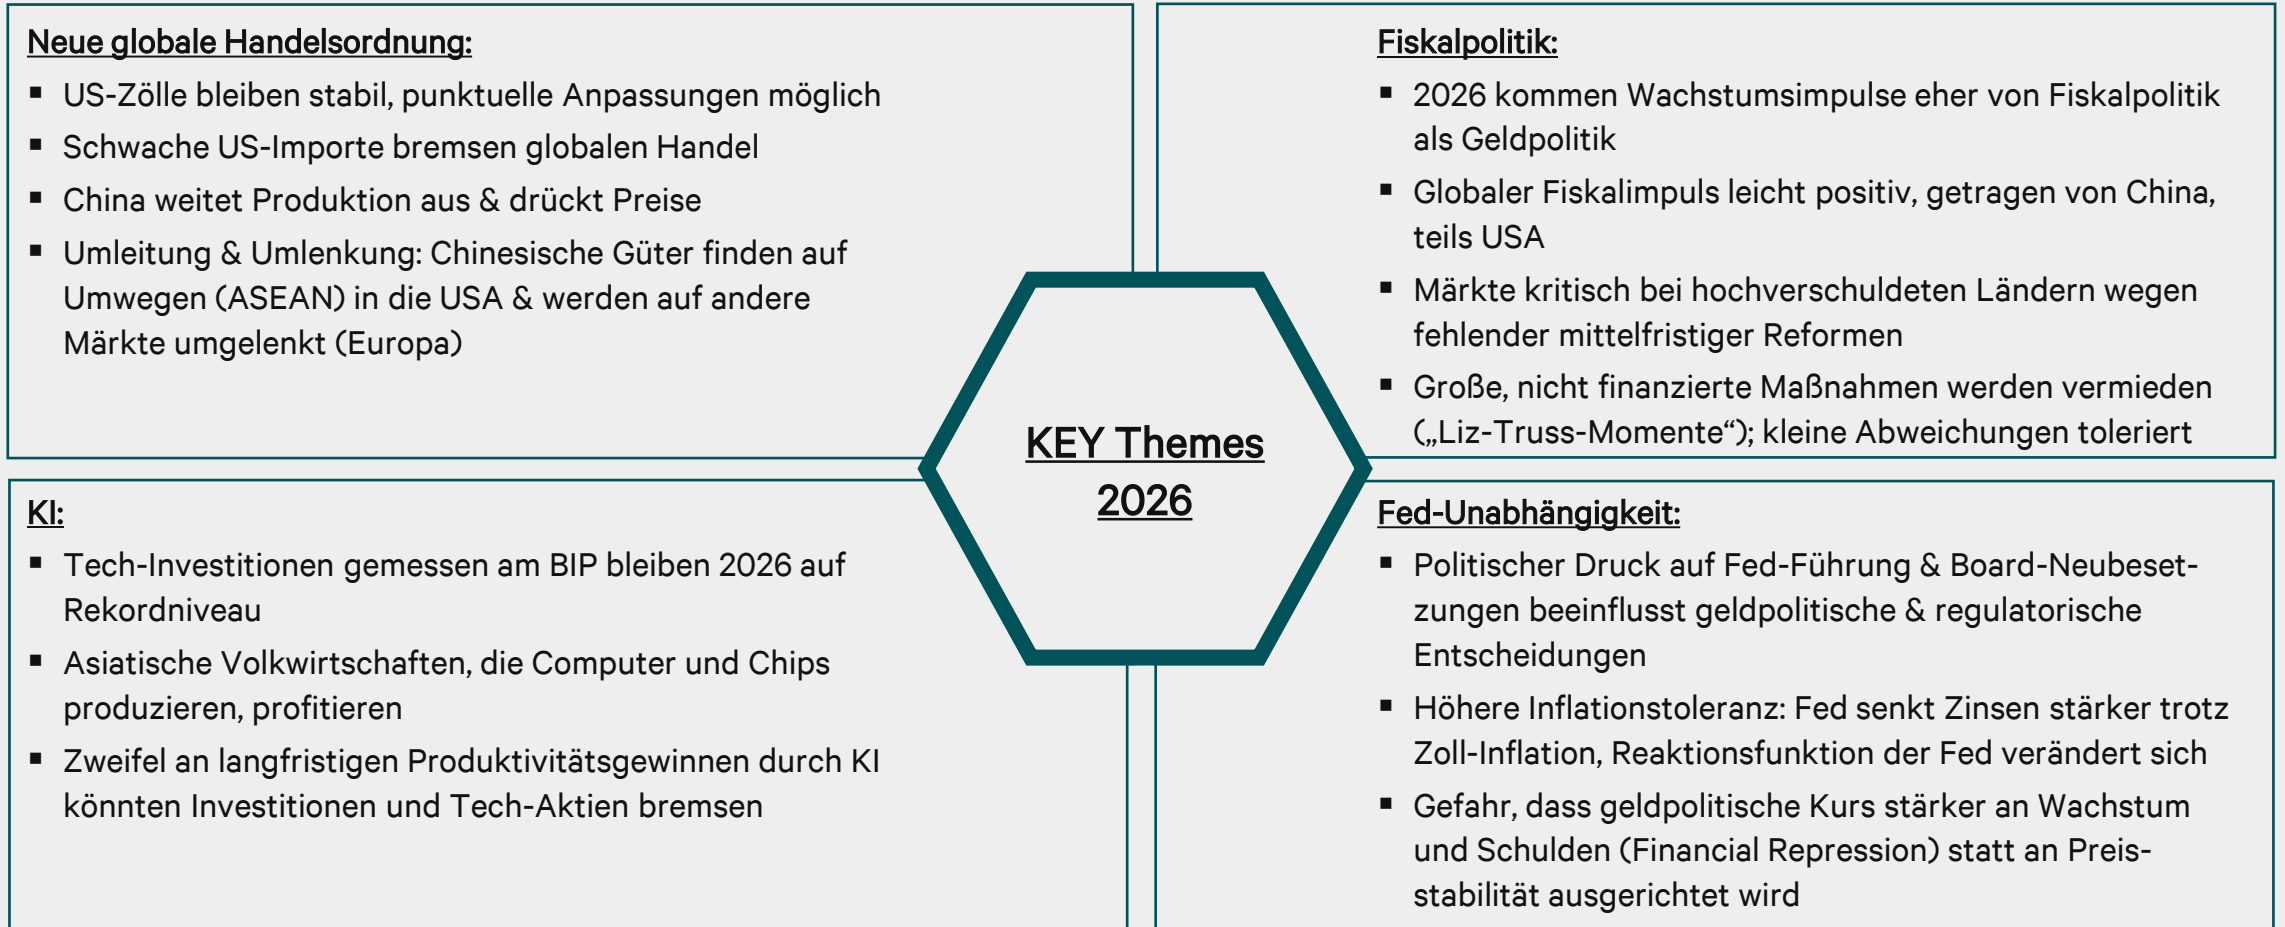 Neue globale Handelsordnung:
▪ US-Zölle bleiben stabil, punktuelle Anpassungen möglich
▪ Schwache US-Importe bremsen globalen Handel
▪ China weitet Produktion aus & drückt Preise
▪ Umleitung & Umlenkung: Chinesische Güter finden auf
Umwegen (ASEAN) in die USA & werden auf andere
Märkte umgelenkt (Europa)
Fiskalpolitik:
▪ 2026 kommen Wachstumsimpulse eher von Fiskalpolitik
als Geldpolitik
▪ Globaler Fiskalimpuls leicht positiv, getragen von China,
teils USA
▪ Märkte kritisch bei hochverschuldeten Ländern wegen
fehlender mittelfristiger Reformen
▪ Große, nicht finanzierte Maßnahmen werden vermieden
(„Liz-Truss-Momente“); kleine Abweichungen toleriert
KEY Themes
2026
KI:
▪ Tech-Investitionen gemessen am BIP bleiben 2026 auf
Rekordniveau
▪ Asiatische Volkwirtschaften, die Computer und Chips
produzieren, profitieren
▪ Zweifel an langfristigen Produktivitätsgewinnen durch KI
könnten Investitionen und Tech-Aktien bremsen
Fed-Unabhängigkeit:
▪ Politischer Druck auf Fed-Führung & Board-Neubeset-
zungen beeinflusst geldpolitische & regulatorische
Entscheidungen
▪ Höhere Inflationstoleranz: Fed senkt Zinsen stärker trotz
Zoll-Inflation, Reaktionsfunktion der Fed verändert sich
▪ Gefahr, dass geldpolitische Kurs stärker an Wachstum
und Schulden (Financial Repression) statt an Preis-
stabilität ausgerichtet wird